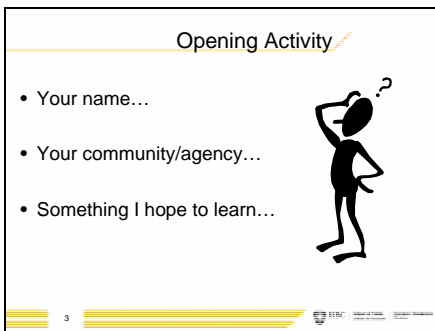 Opening Activity
• Your name…
• Your community/agency…
• Something I hope to learn…
?
3